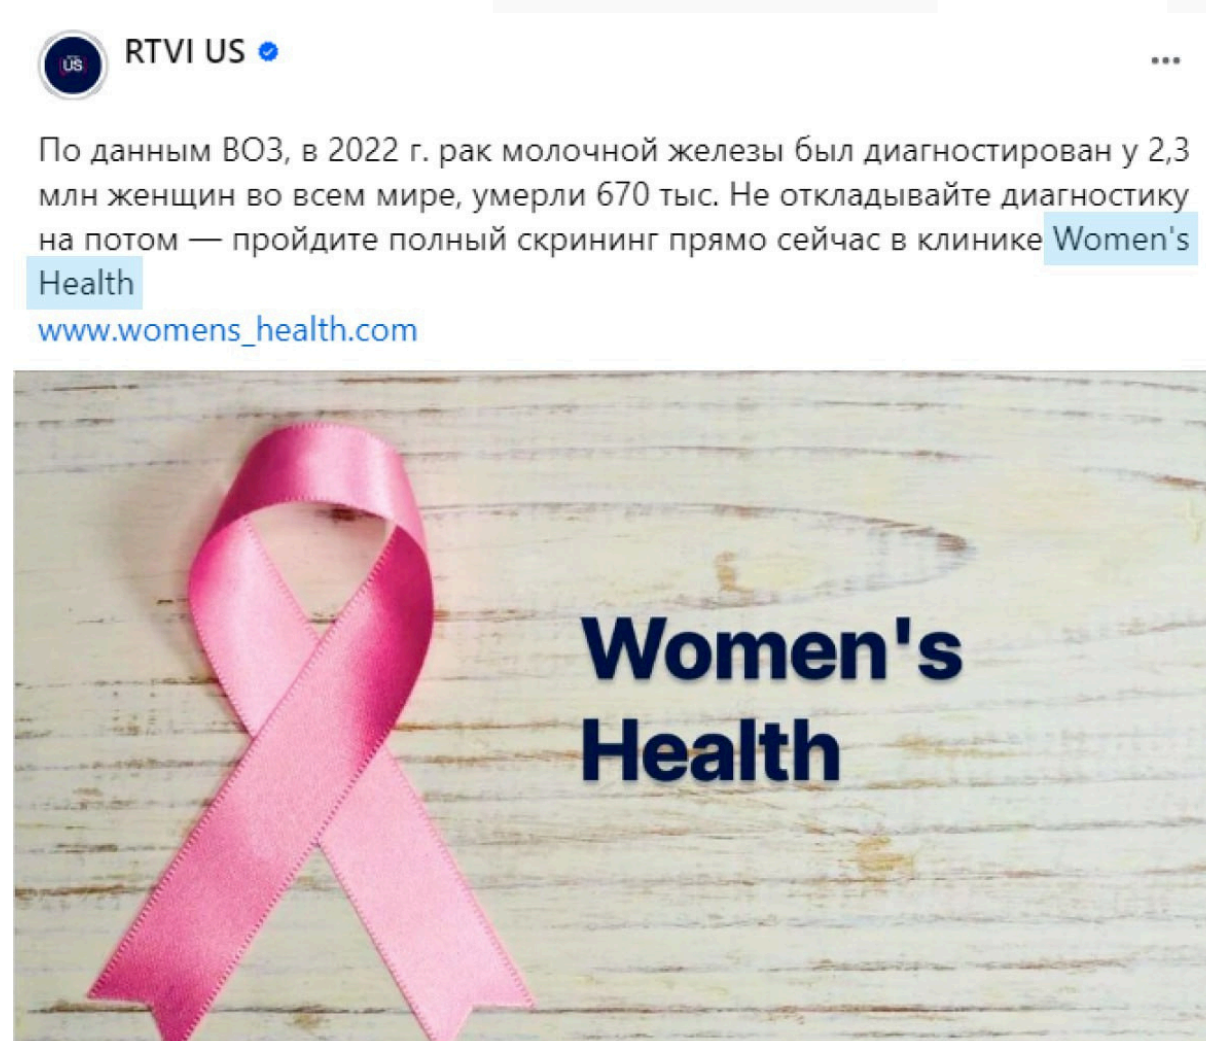 US
RTVI US
По данным ВОЗ, в 2022 г. рак молочной железы был диагностирован у 2,3
млн женщин во всем мире, умерли 670 тыс. Не откладывайте диагностику
на потом — пройдите полный скрининг прямо сейчас в клинике Women's
Health
www.womens_health.com
Women's
Health